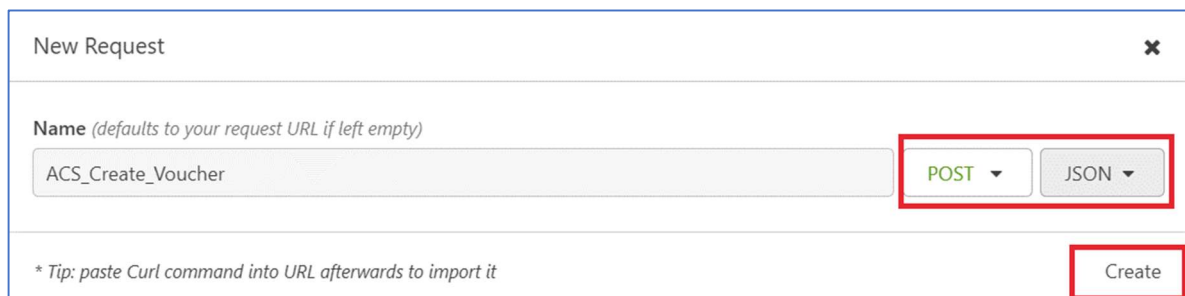 New Request ✖
Name (defaults to your request URL if left empty)
ACS_Create_Voucher POST JSON
* Tip: paste Curl command into URL afterwards to import it Create